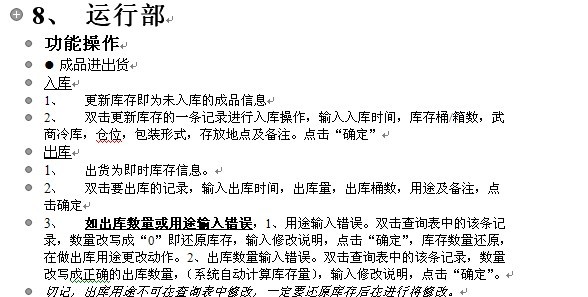 8、 运行部
功能操作
● 成品进出货
入库
1、 更新库存即为未入库的成品信息
2、 双击更新库存的一条记录进行入库操作，输入入库时间，库存桶/箱数，武
商冷库，仓位，包装形式，存放地点及备注。点击“确定”
出库
1、 出货为即时库存信息。
2、 双击要出库的记录，输入出库时间，出库量，出库桶数，用途及备注，点
击确定
3、 如出库数量或用途输入错误，1、用途输入错误。双击查询表中的该条记
录，数量改写成“0”即还原库存，输入修改说明，点击“确定”，库存数量还原，
在做出库用途更改动作。2、出库数量输入错误。双击查询表中的该条记录，数量
改写成正确的出库数量，（系统自动计算库存量），输入修改说明，点击“确定”。
切记，出库用途不可在查询表中修改，一定要还原库存后在进行将修改。